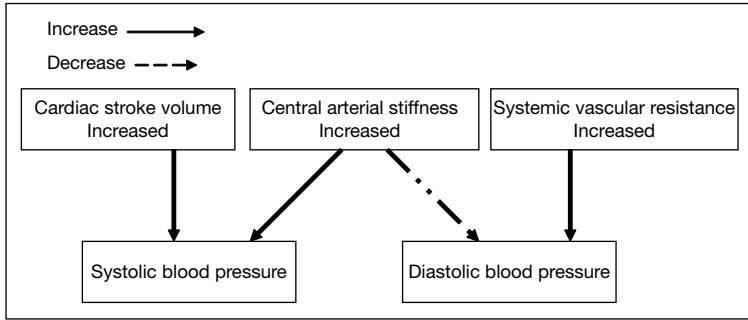 Increase
Decrease
Cardiac stroke volume
Increased
Central arterial stiffness
Increased
Systemic vascular resistance
Increased
Systolic blood pressure
Diastolic blood pressure